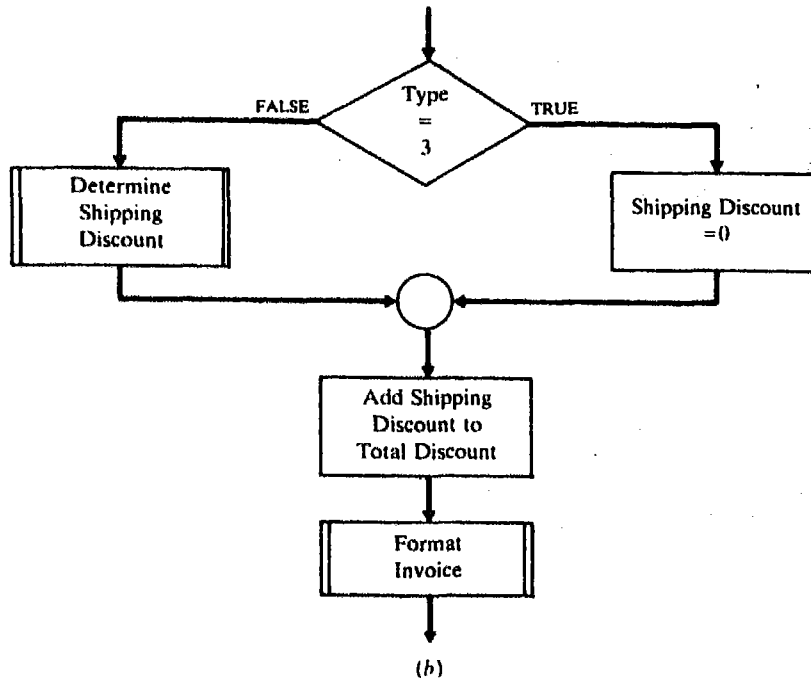 Type
=
3
FALSE
TRUE
Determine
Shipping
Discount
Shipping Discount
=0
Add Shipping
Discount to
Total Discount
Format
Invoice
(b)